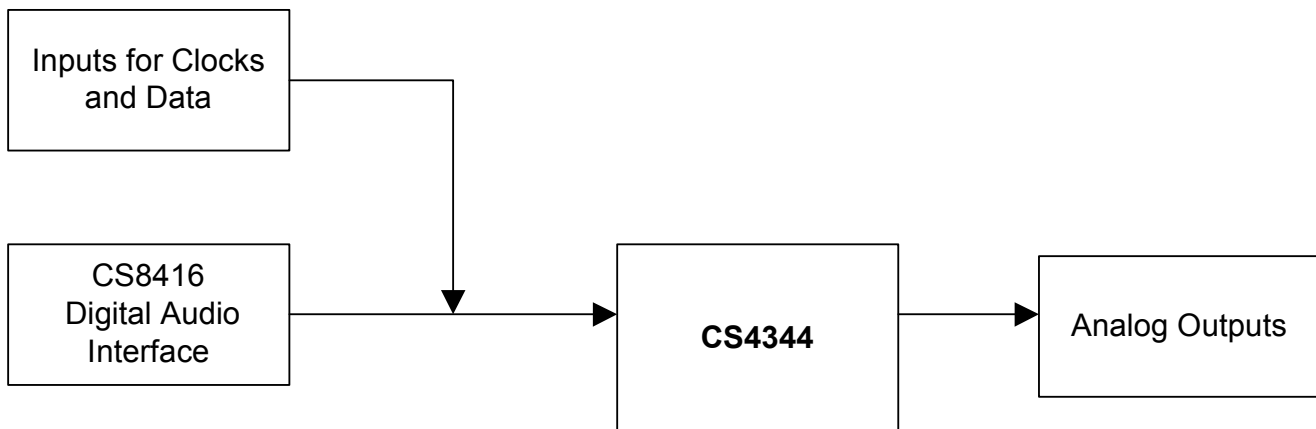 Inputs for Clocks
and Data
CS8416
Digital Audio
Interface
CS4344
Analog Outputs